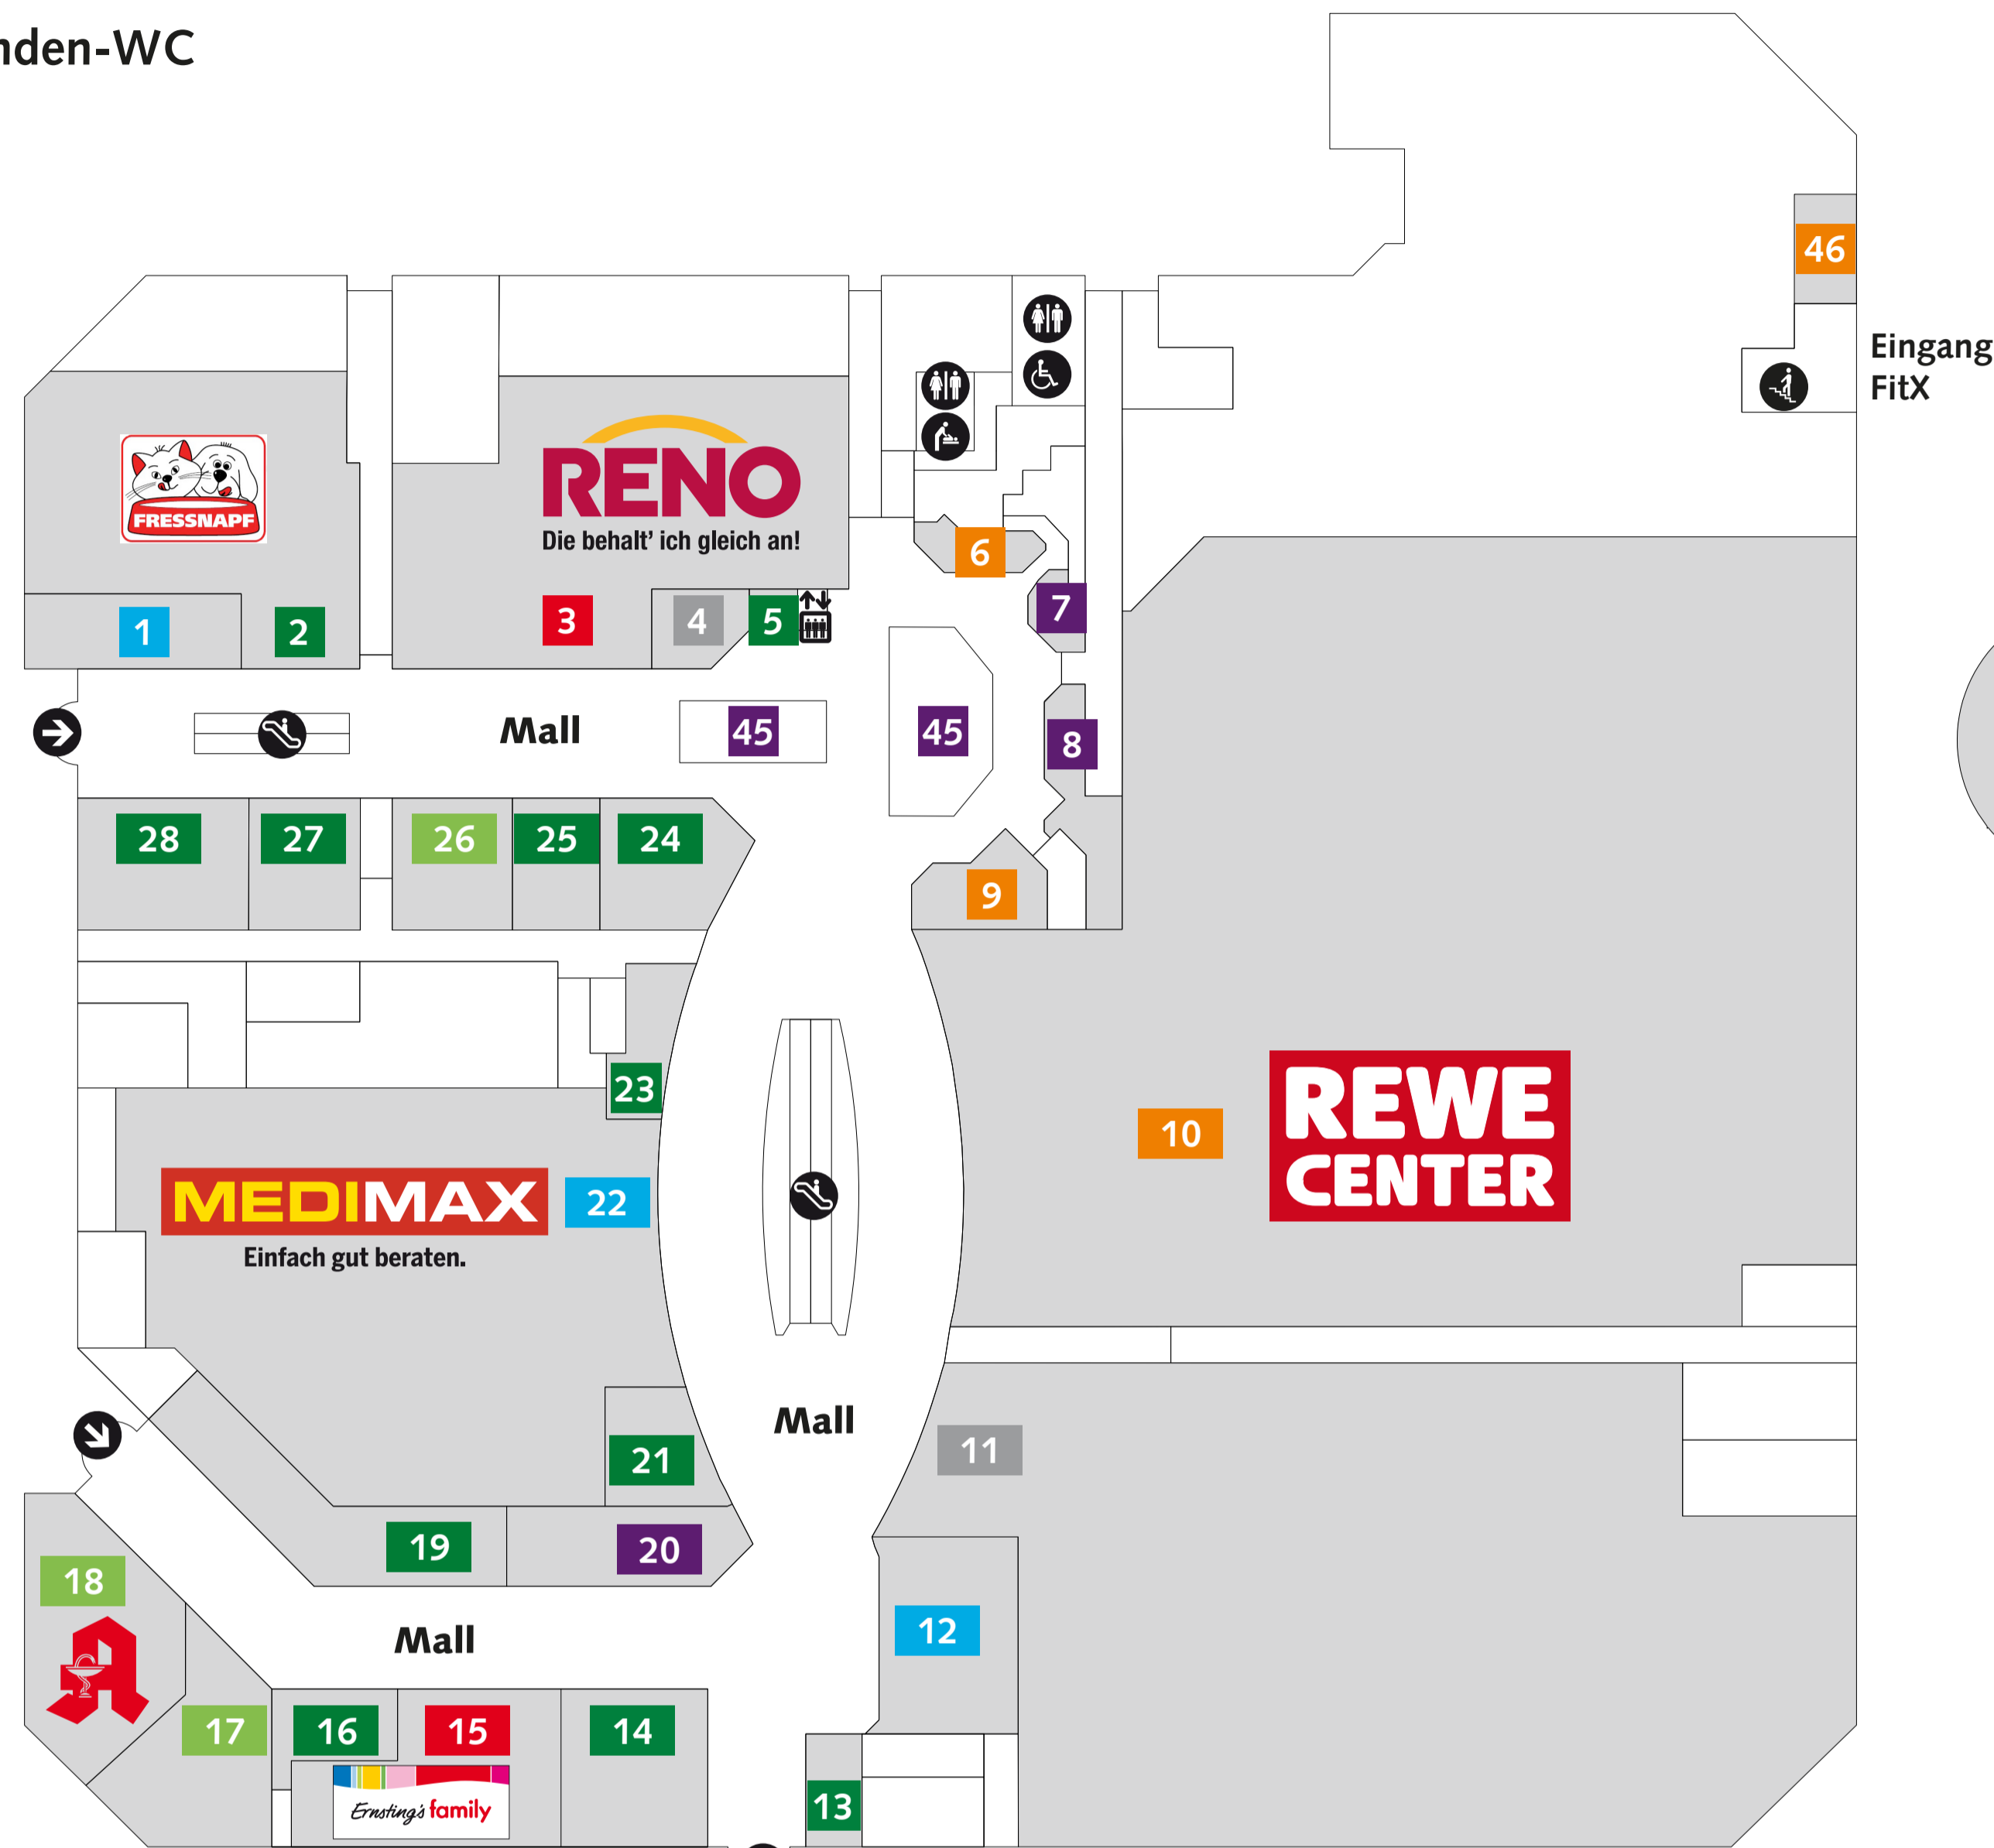 nden-WC
46
Eingang
FitX
FRESSNAPF
RENO
Die behalt’ ich gleich an!
6
7
1
2
3
4
5
Mall
45
45
8
28
27
26
25
24
9
23
10
REWE
CENTER
MEDIMAX
22
Einfach gut beraten.
Mall
11
21
19
20
18
12
Mall
17
16
15
14
Ernsting's family
13